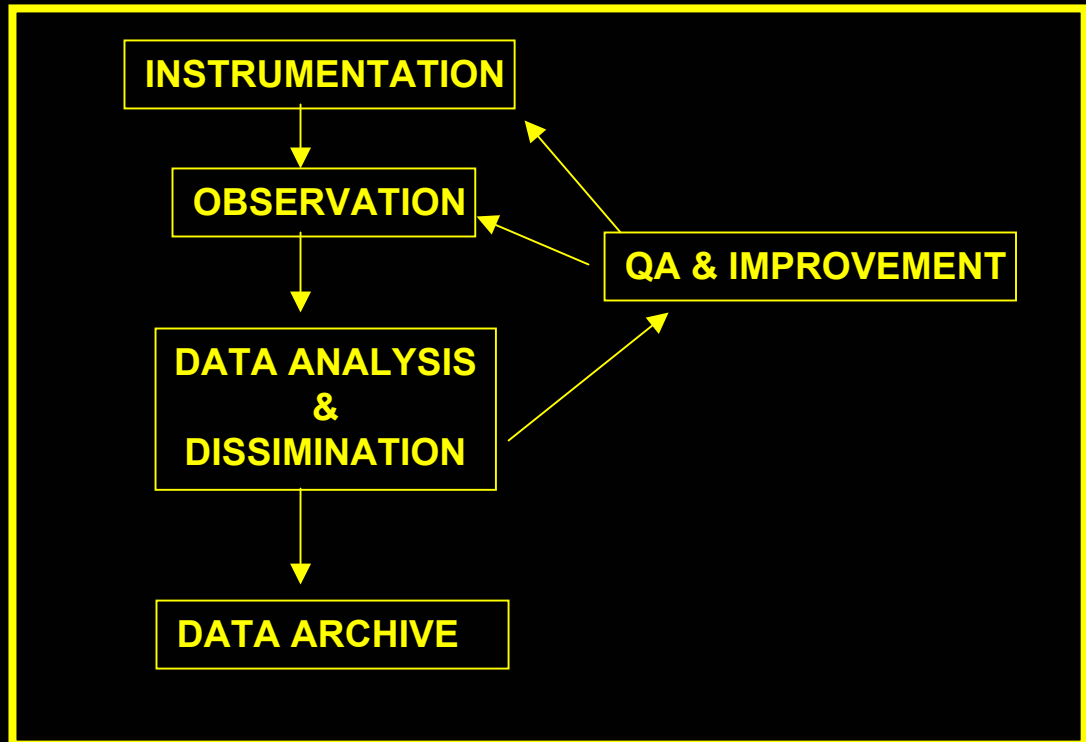 INSTRUMENTATION
OBSERVATION
QA & IMPROVEMENT
DATA ANALYSIS
&
DISSIMINATION
DATA ARCHIVE